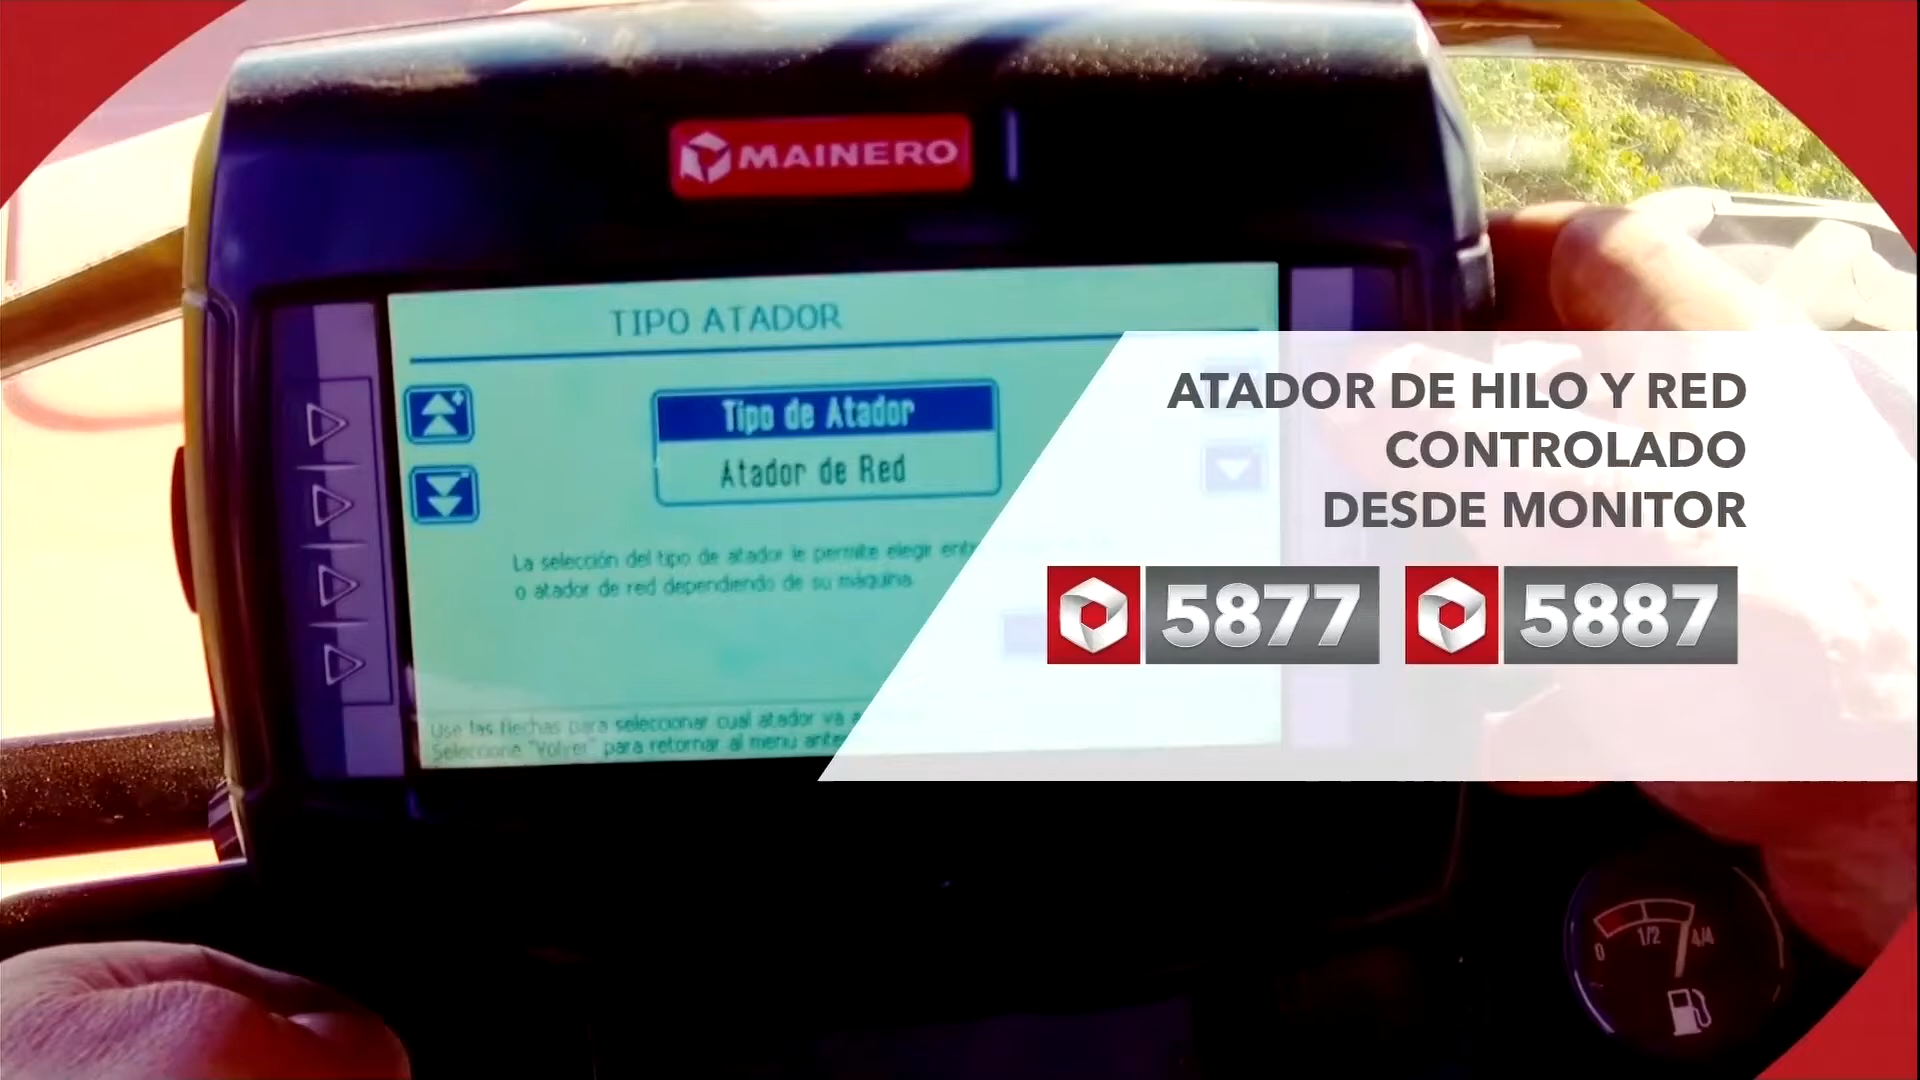 MAINERO
TIPO ATADOR
Tipo de Atador
Atador de Red
La selección del tipo de atador le permite elegir
o atador de red dependiendo de su máquina
Use las flechas para seleccionar cual atador va
Seleccione "Volver" para retornar al menu
ATADOR DE HILO Y RED
CONTROLADO
DESDE MONITOR
5877
5887
0 1/2 4/4